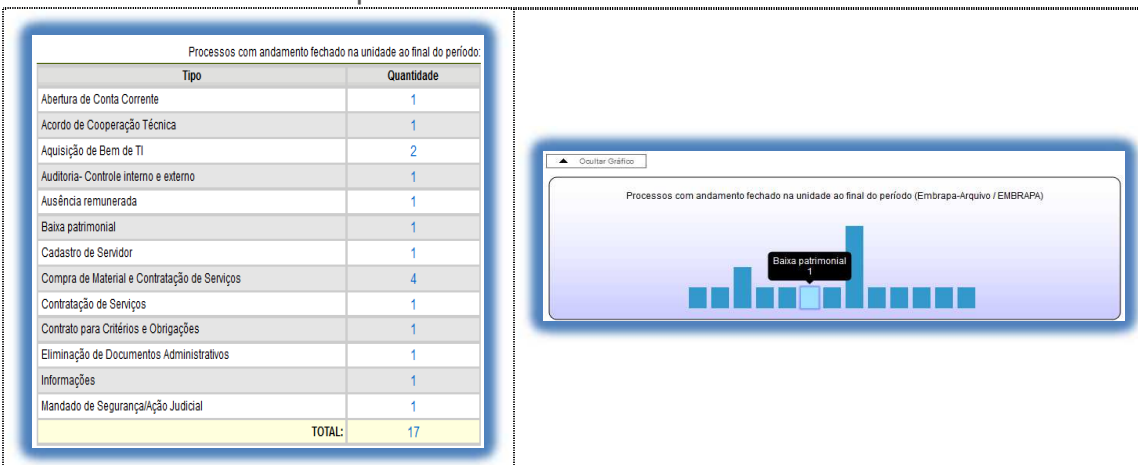 Processos com andamento fechado na unidade ao final do período:
Tipo Quantidade
Abertura de Conta Corrente 1
Acordo de Cooperação Técnica 1
Aquisição de Bem de TI 2
Auditoria- Controle interno e externo 1
Ausência remunerada 1
Baixa patrimonial 1
Cadastro de Servidor 1
Compra de Material e Contratação de Serviços 4
Contratação de Serviços 1
Contrato para Critérios e Obrigações 1
Eliminação de Documentos Administrativos 1
Informações 1
Mandado de Segurança/Ação Judicial 1
TOTAL: 17
Ocultar Gráfico
Processos com andamento fechado na unidade ao final do período (Embrapa-Arquivo / EMBRAPA)
Baixa patrimonial
1